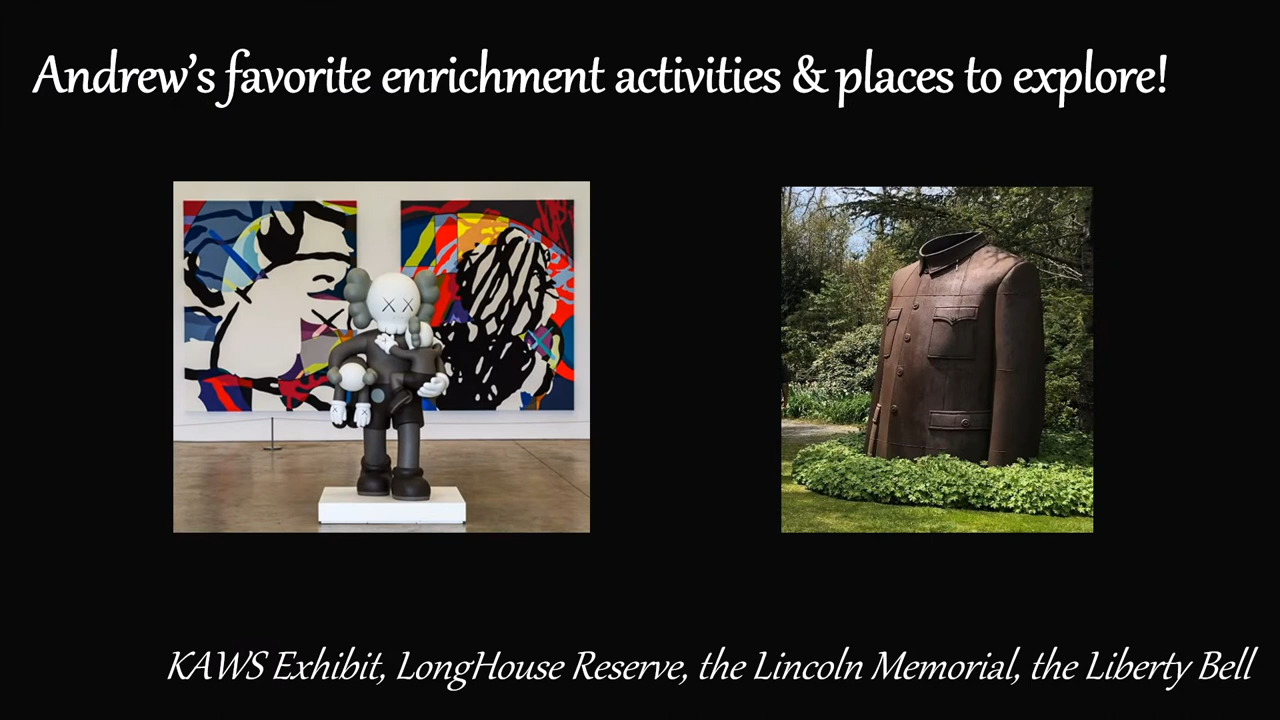 Andrew’s favorite enrichment activities & places to explore!
KAWS Exhibit, LongHouse Reserve, the Lincoln Memorial, the Liberty Bell